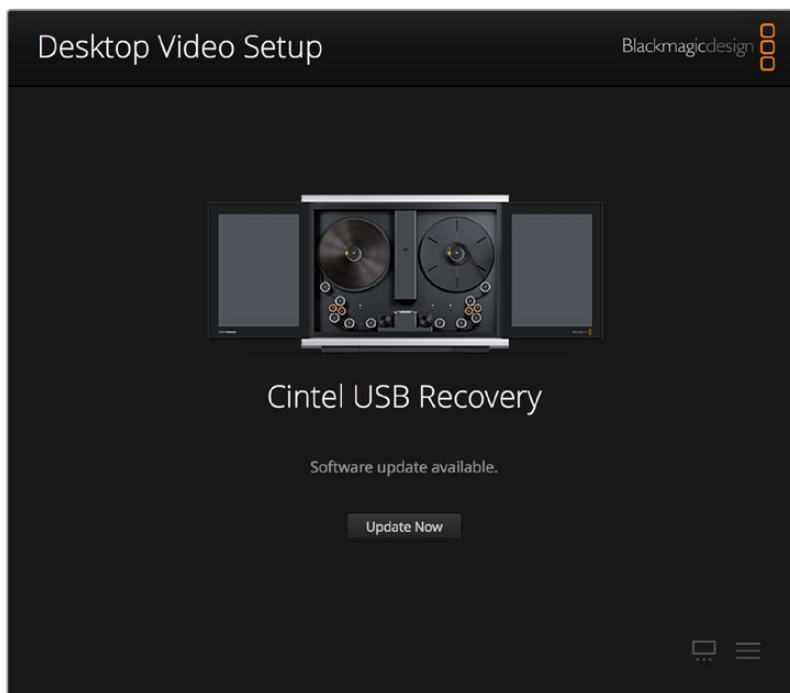 Desktop Video Setup
Blackmagicdesign
Cintel USB Recovery
Software update available.
Update Now